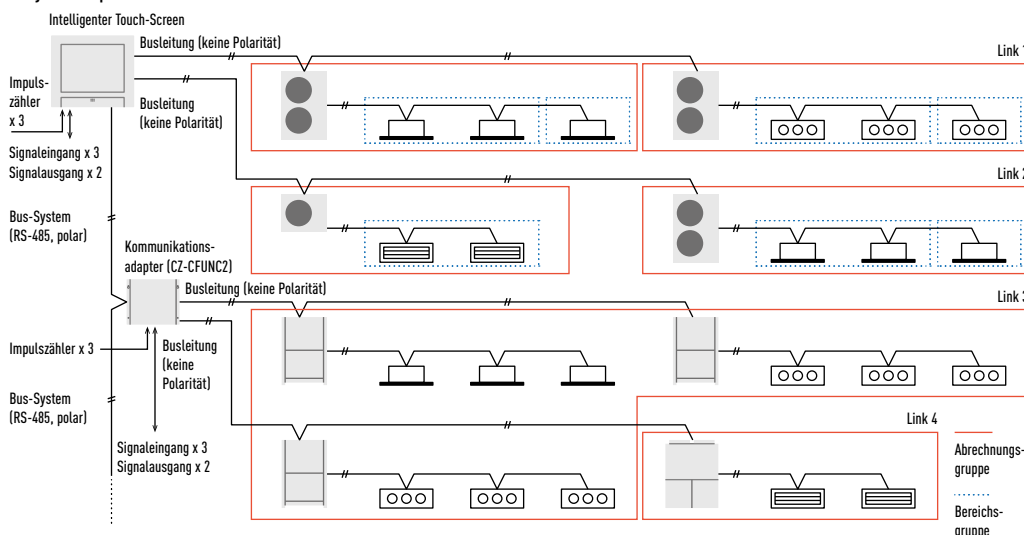 Intelligenter Touch-Screen
Busleitung (keine Polarität)
Link 1
Impuls-
zähler
x 3
Busleitung
(keine Polarität)
Signaleingang x 3
Signalausgang x 2
Link 2
Bus-System
(RS-485, polar)
Kommunikations-
adapter (CZ-CFUNC2)
Busleitung (keine Polarität)
Link 3
Impulszähler x 3
Busleitung
(keine
Polarität)
Bus-System
(RS-485, polar)
Signaleingang x 3
Signalausgang x 2
Link 4
Abrechnungs-
gruppe
Bereichs-
gruppe